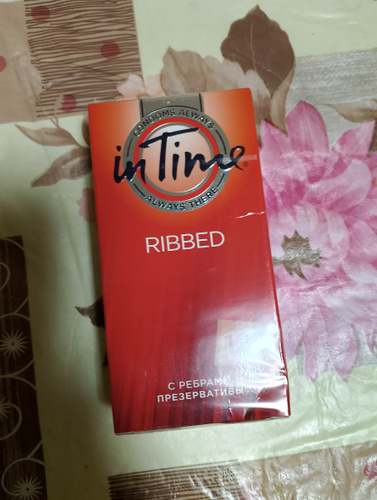 CONDOMS ALWAYS
in Time
ALWAYS THERE
RIBBED
С РЕБРАМИ
ПРЕЗЕРВАТИВЫ